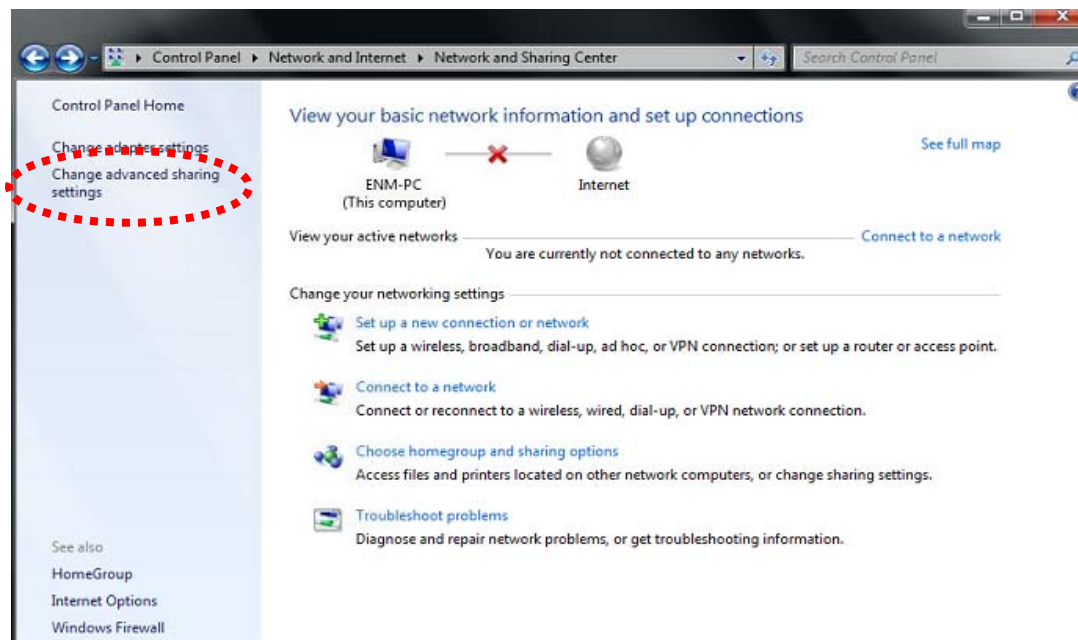 Control Panel ▸ Network and Internet ▸ Network and Sharing Center
Search Control Panel
Control Panel Home
Change adapter settings
Change advanced sharing
settings
See also
HomeGroup
Internet Options
Windows Firewall
View your basic network information and set up connections
See full map
ENM-PC
(This computer)
Internet
View your active networks
Connect to a network
You are currently not connected to any networks.
Change your networking settings
Set up a new connection or network
Set up a wireless, broadband, dial-up, ad hoc, or VPN connection; or set up a router or access point.
Connect to a network
Connect or reconnect to a wireless, wired, dial-up, or VPN network connection.
Choose homegroup and sharing options
Access files and printers located on other network computers, or change sharing settings.
Troubleshoot problems
Diagnose and repair network problems, or get troubleshooting information.